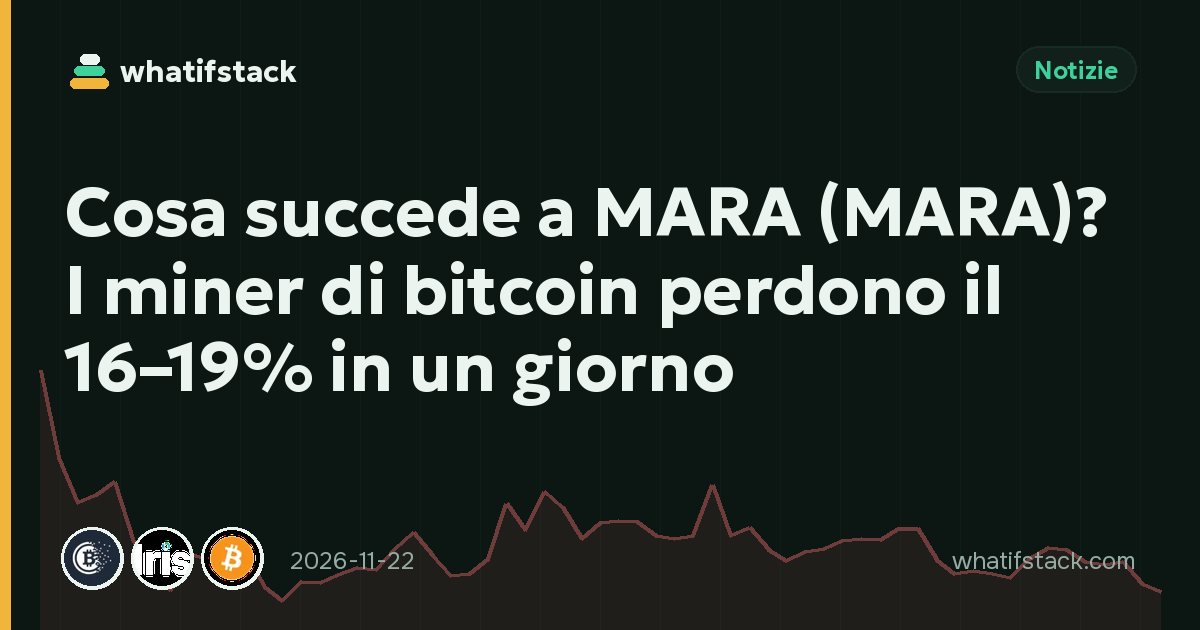 whatifstack
Notizie
Cosa succede a MARA (MARA)?
I miner di bitcoin perdono il
16–19% in un giorno
Iris
2026-11-22
whatifstack.com